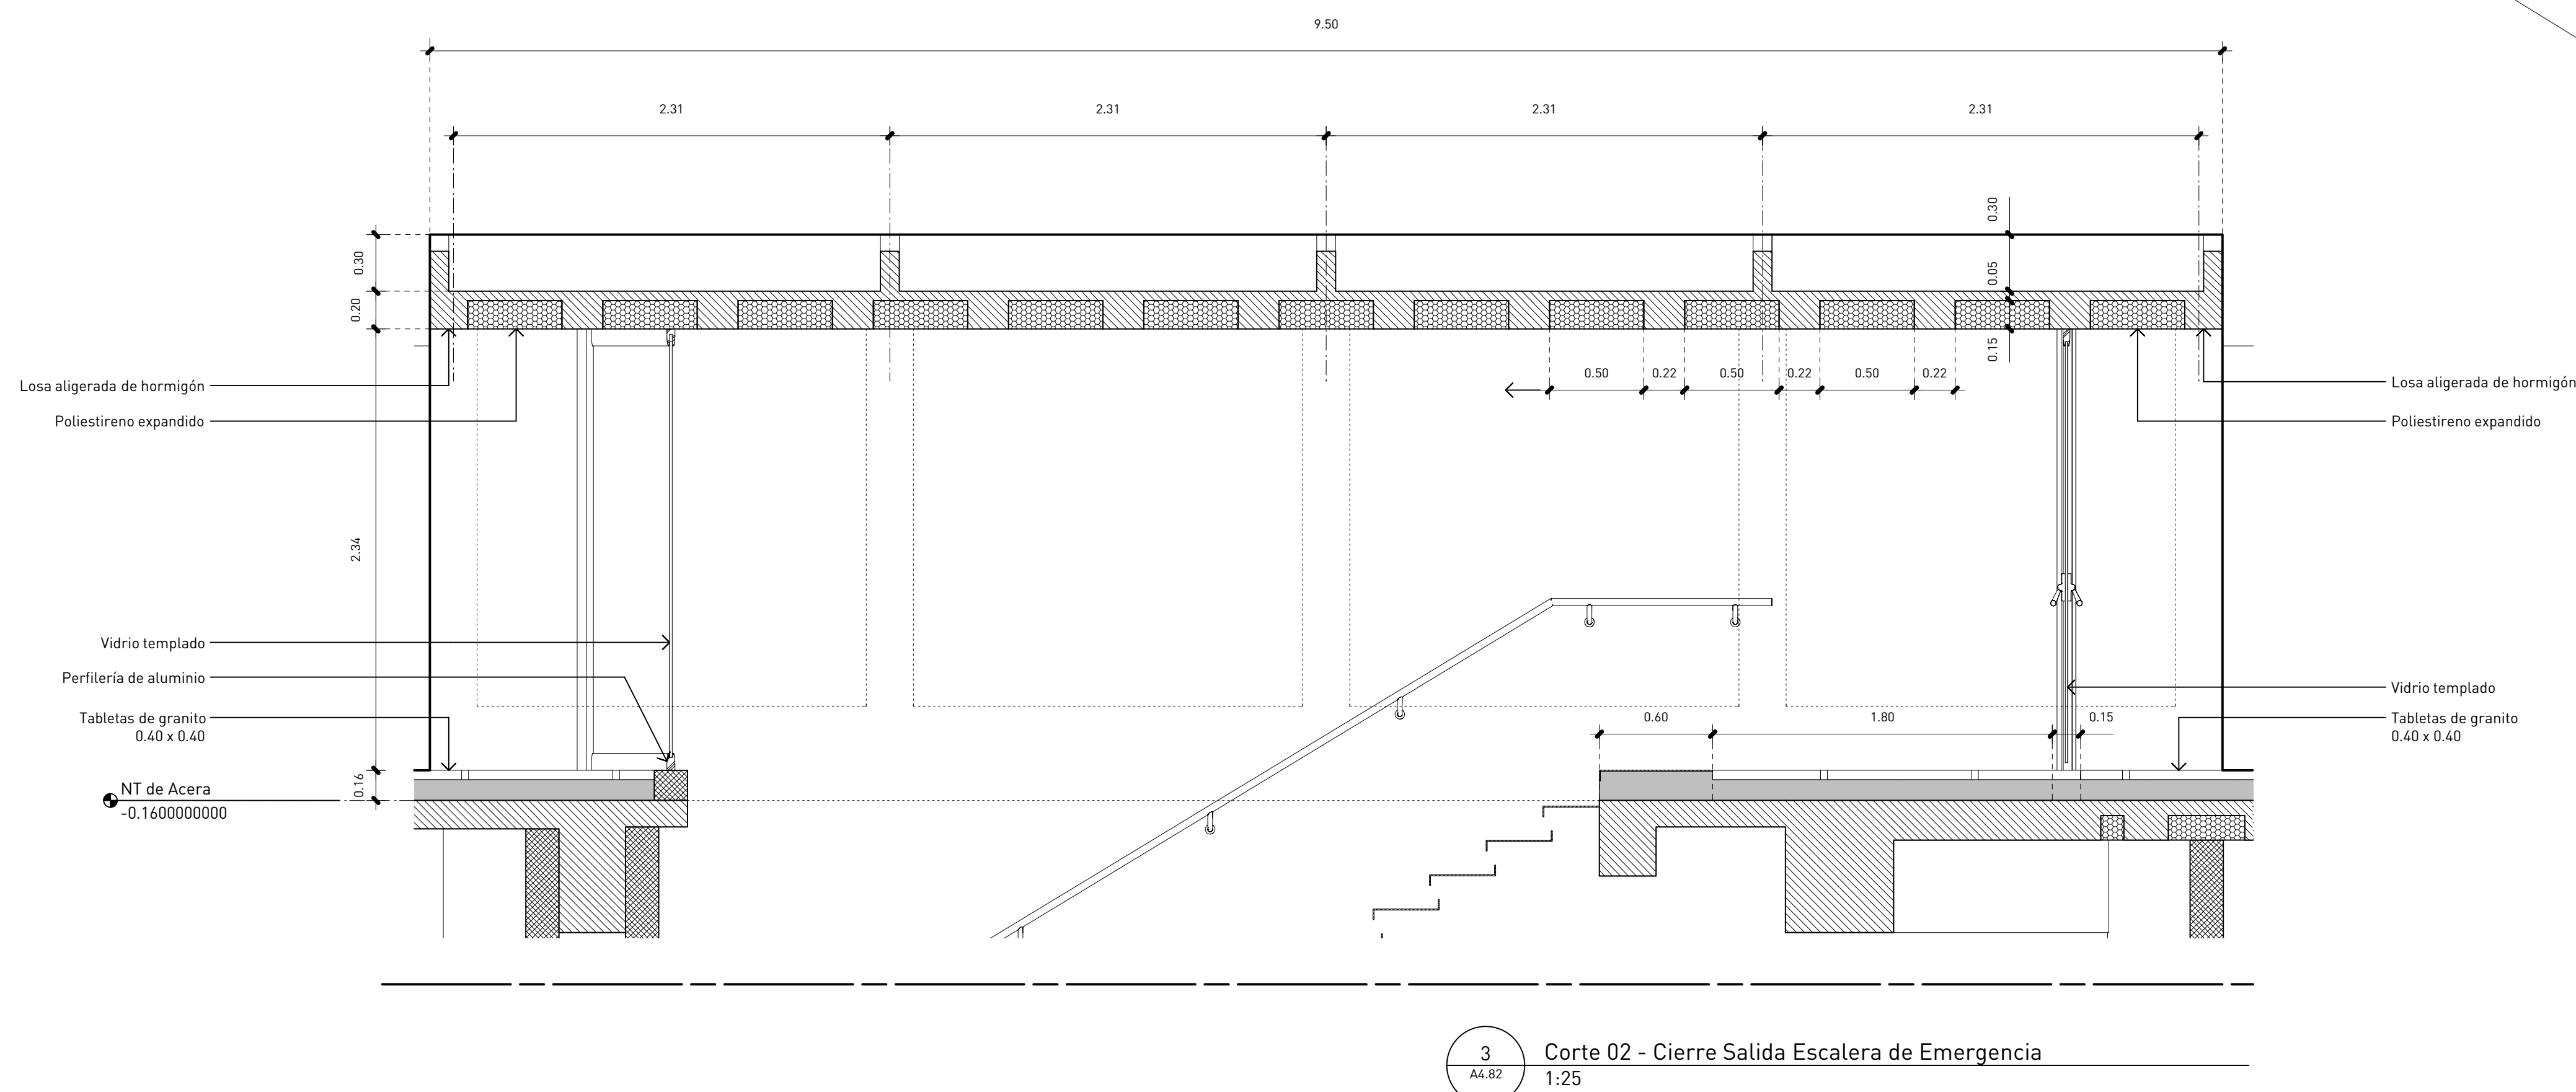 9.50
2.31
2.31
2.31
2.31
0.30
0.30
0.05
0.20
0.15
0.50
0.22
0.50
0.22
0.50
0.22
Losa aligerada de hormigón
Losa aligerada de hormigón
Poliestireno expandido
Poliestireno expandido
2.34
Vidrio templado
Perfilería de aluminio
Vidrio templado
Tabletas de granito
0.40 x 0.40
0.60
1.80
0.15
Tabletas de granito
0.40 x 0.40
0.16
NT de Acera
-0.1600000000
3
A4.82
Corte 02 - Cierre Salida Escalera de Emergencia
1:25